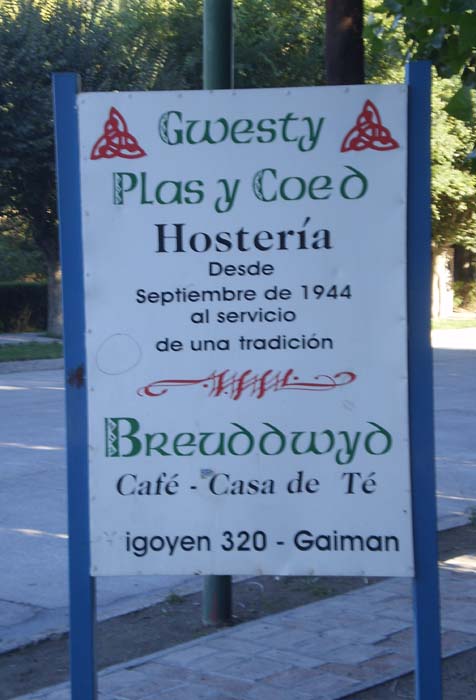 Gwesty
Plas y Coed
Hostería
Desde
Septiembre de 1944
al servicio
de una tradición
Breuddwyd
Café - Casa de Té
Yigoyen 320 - Gaiman